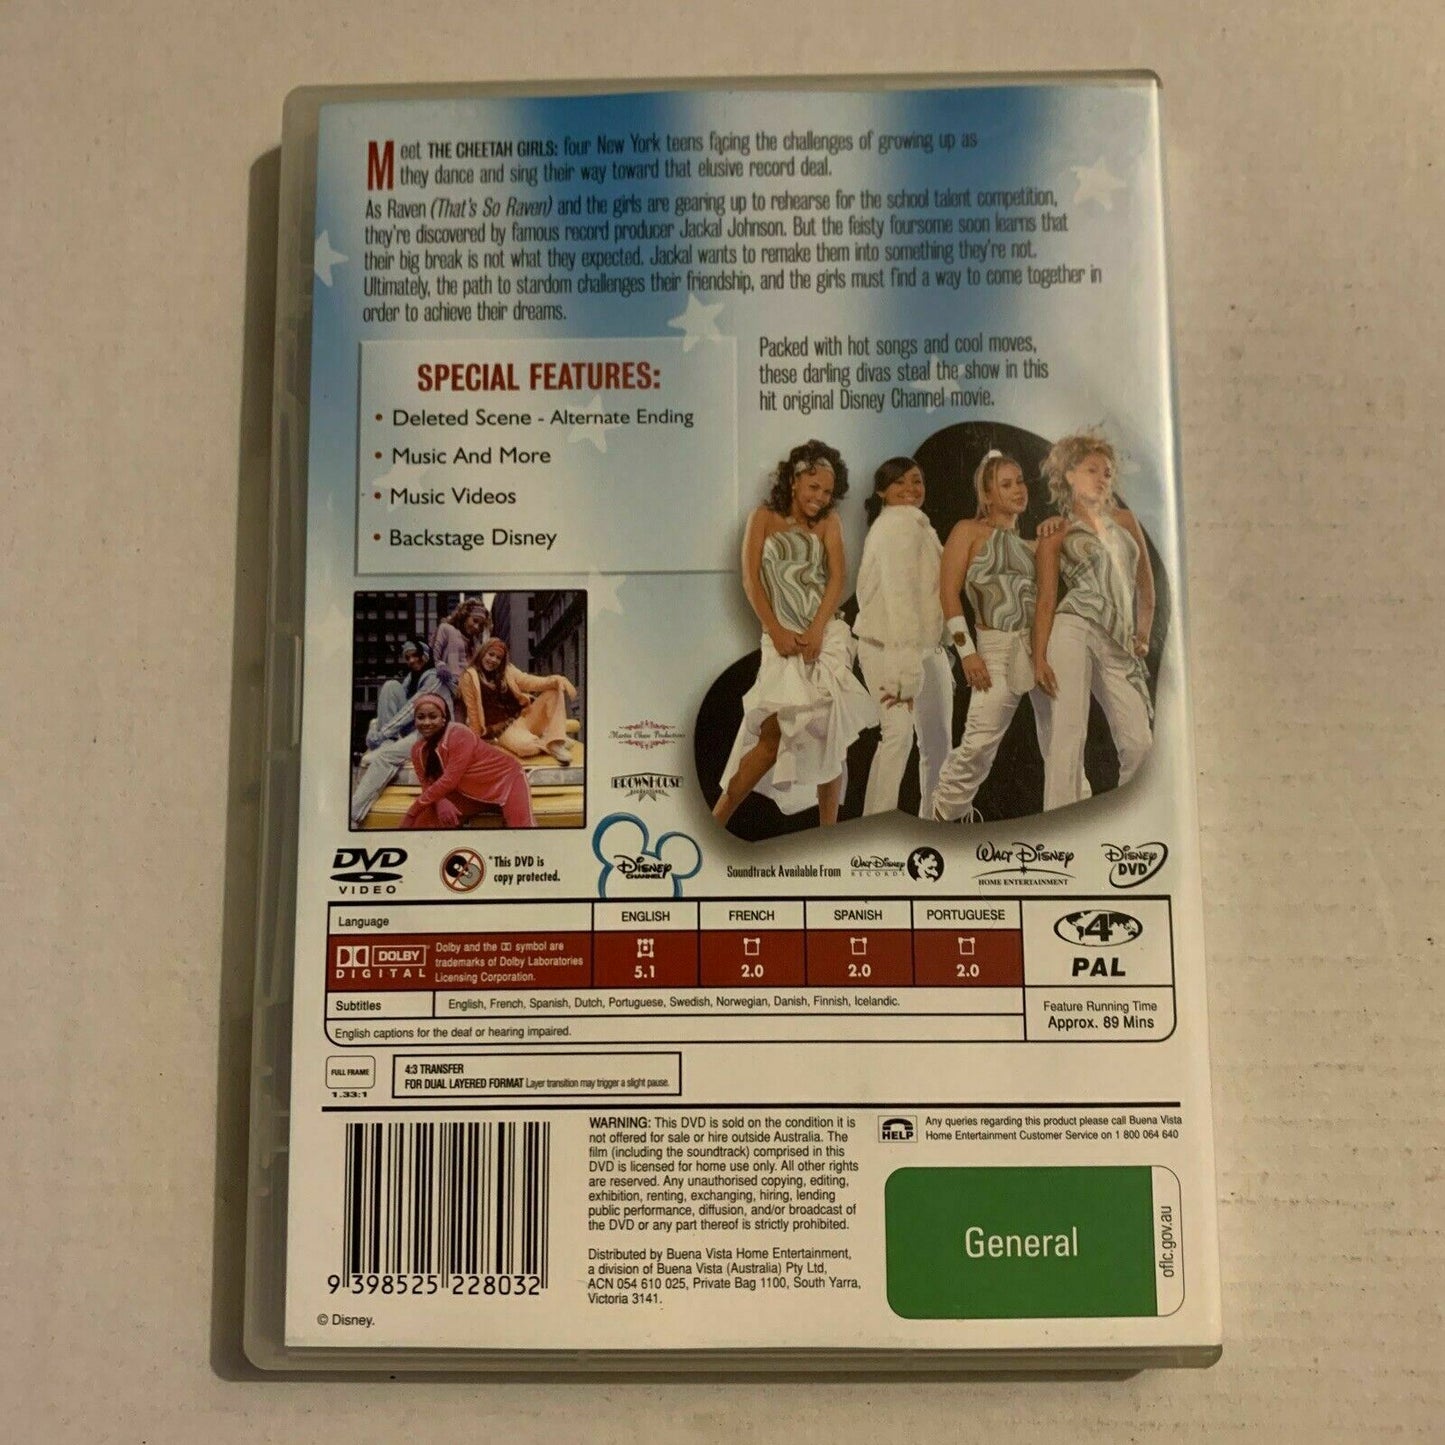 Meet THE CHEETAH GIRLS: four New York teens facing the challenges of growing up as
they dance and sing their way toward that elusive record deal.
As Raven (That's So Raven) and the girls are gearing up to rehearse for the school talent competition,
they're discovered by famous record producer Jackal Johnson. But the feisty foursome soon learns that
their big break is not what they expected. Jackal wants to remake them into something they're not.
Ultimately, the path to stardom challenges their friendship, and the girls must find a way to come together in
order to achieve their dreams.
Packed with hot songs and cool moves,
these darling divas steal the show in this
hit original Disney Channel movie.
SPECIAL FEATURES:
• Deleted Scene - Alternate Ending
• Music And More
• Music Videos
• Backstage Disney
Martin Chase Productions
BROWNHOUSE
PRODUCTIONS
DVD
VIDEO
*This DVD is
copy protected.
Disney
CHANNEL
Soundtrack Available From
Walt Disney
RECORDS
Walt Disney
HOME ENTERTAINMENT
Disney
DVD
Language
ENGLISH
FRENCH
SPANISH
PORTUGUESE
DOLBY
DIGITAL
Dolby and the DD symbol are
trademarks of Dolby Laboratories
Licensing Corporation.
5.1
2.0
2.0
2.0
4
PAL
Subtitles
English, French, Spanish, Dutch, Portuguese, Swedish, Norwegian, Danish, Finnish, Icelandic.
English captions for the deaf or hearing impaired.
Feature Running Time
Approx. 89 Mins
FULL FRAME
1.33:1
4:3 TRANSFER
FOR DUAL LAYERED FORMAT Layer transition may trigger a slight pause.
WARNING: This DVD is sold on the condition it is
not offered for sale or hire outside Australia. The
film (including the soundtrack) comprised in this
DVD is licensed for home use only. All other rights
are reserved. Any unauthorised copying, editing,
exhibition, renting, exchanging, hiring, lending
public performance, diffusion, and/or broadcast of
the DVD or any part thereof is strictly prohibited.
Distributed by Buena Vista Home Entertainment,
a division of Buena Vista (Australia) Pty Ltd,
ACN 054 610 025, Private Bag 1100, South Yarra,
Victoria 3141.
HELP
Any queries regarding this product please call Buena Vista
Home Entertainment Customer Service on 1 800 064 640
General
oflc.gov.au
9 398525 228032
© Disney.